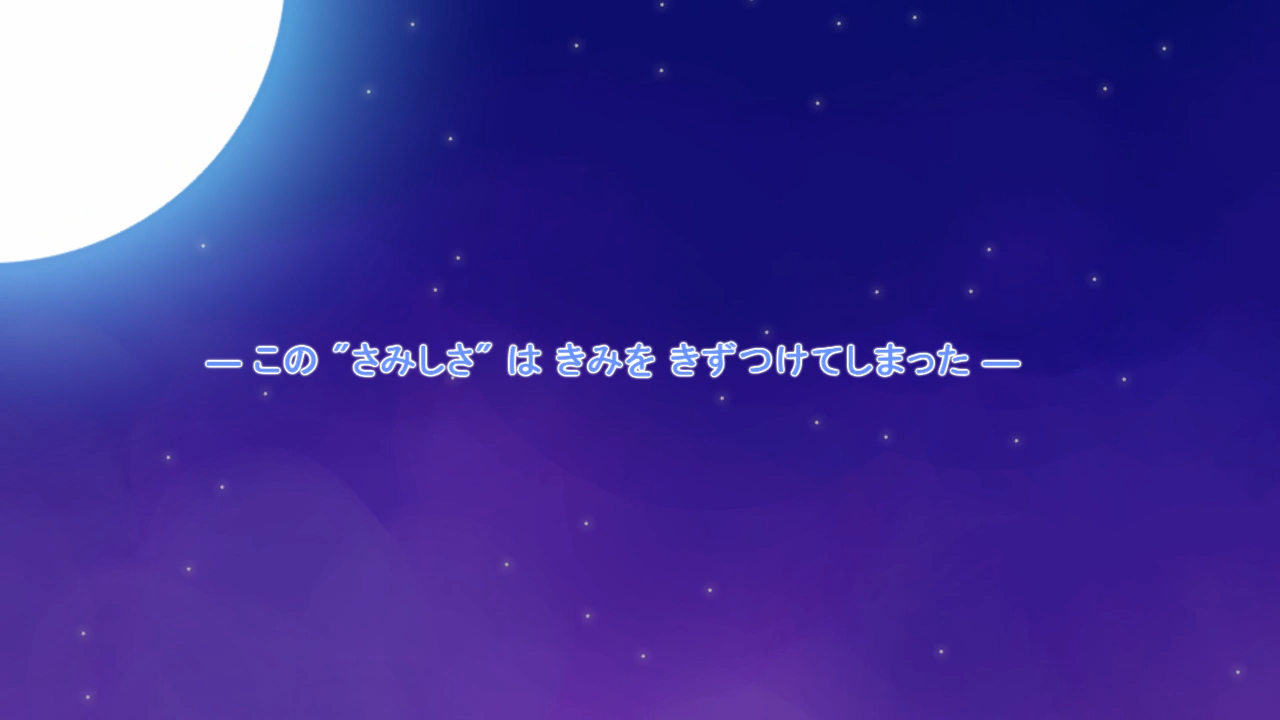 — この "さみしさ" は きみを きずつけてしまった —